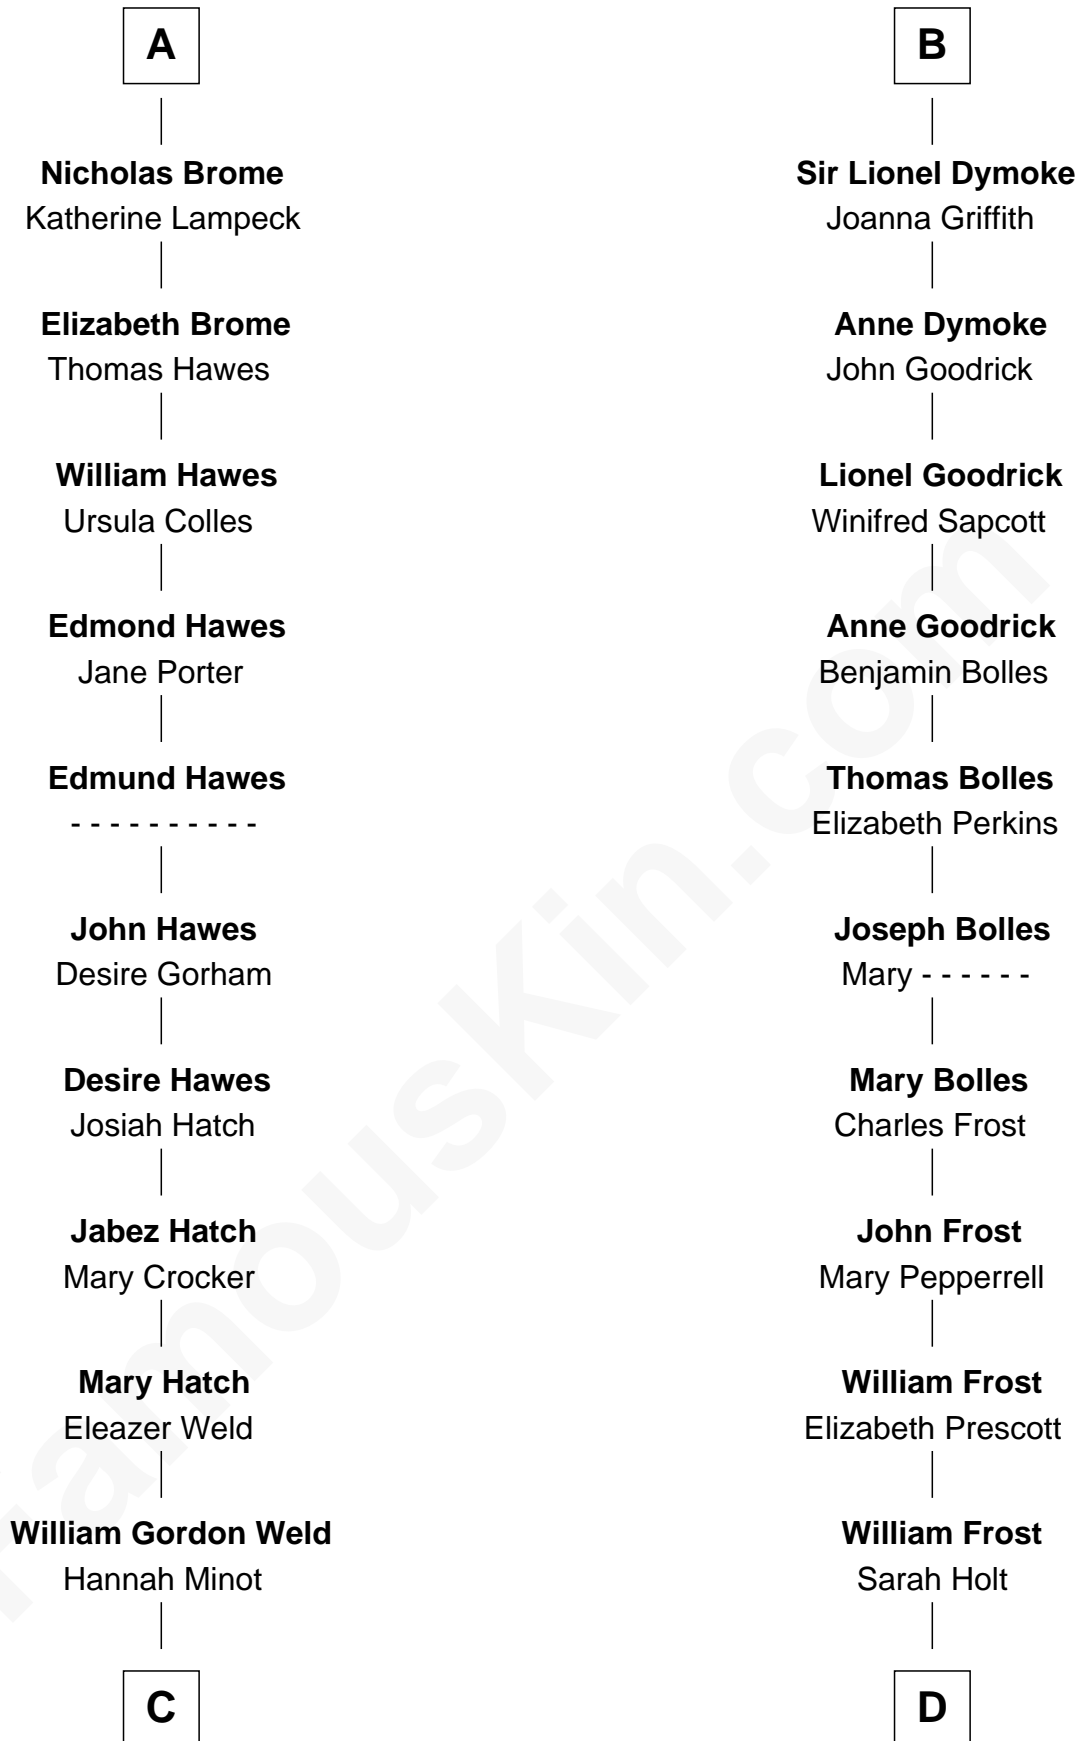 A
Nicholas Brome
Katherine Lampeck
Elizabeth Brome
Thomas Hawes
William Hawes
Ursula Colles
Edmond Hawes
Jane Porter
Edmund Hawes
- - - - - - - - - -
John Hawes
Desire Gorham
Desire Hawes
Josiah Hatch
Jabez Hatch
Mary Crocker
Mary Hatch
Eleazer Weld
William Gordon Weld
Hannah Minot
C
B
Sir Lionel Dymoke
Joanna Griffith
Anne Dymoke
John Goodrick
Lionel Goodrick
Winifred Sapcott
Anne Goodrick
Benjamin Bolles
Thomas Bolles
Elizabeth Perkins
Joseph Bolles
Mary - - - - - -
Mary Bolles
Charles Frost
John Frost
Mary Pepperrell
William Frost
Elizabeth Prescott
William Frost
Sarah Holt
D
FamousKin.com